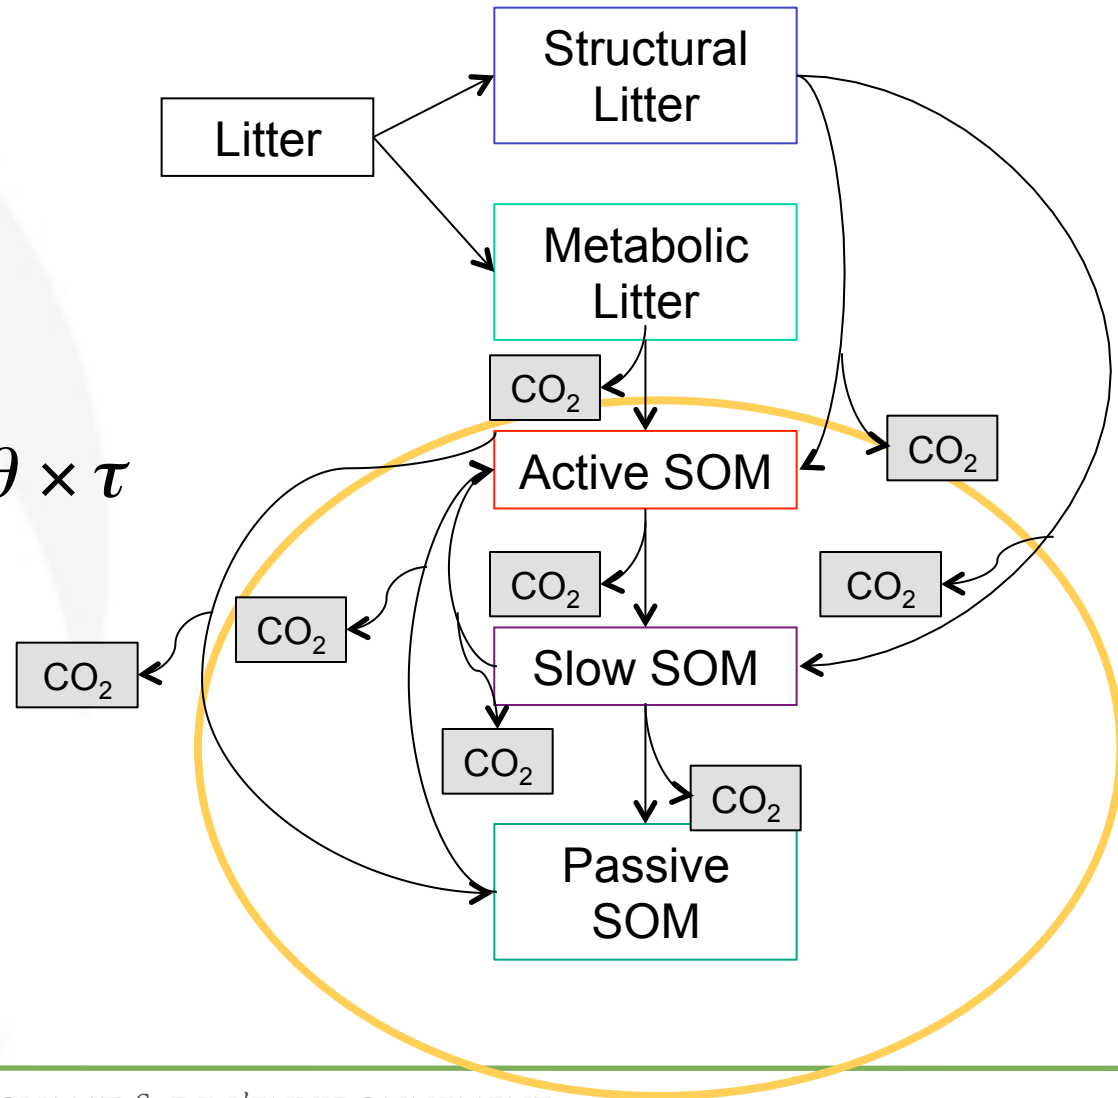 Structural
Litter
Litter
Metabolic
Litter
CO₂
θ × τ
Active SOM
CO₂
CO₂
CO₂
CO₂
CO₂
Slow SOM
CO₂
CO₂
Passive
SOM